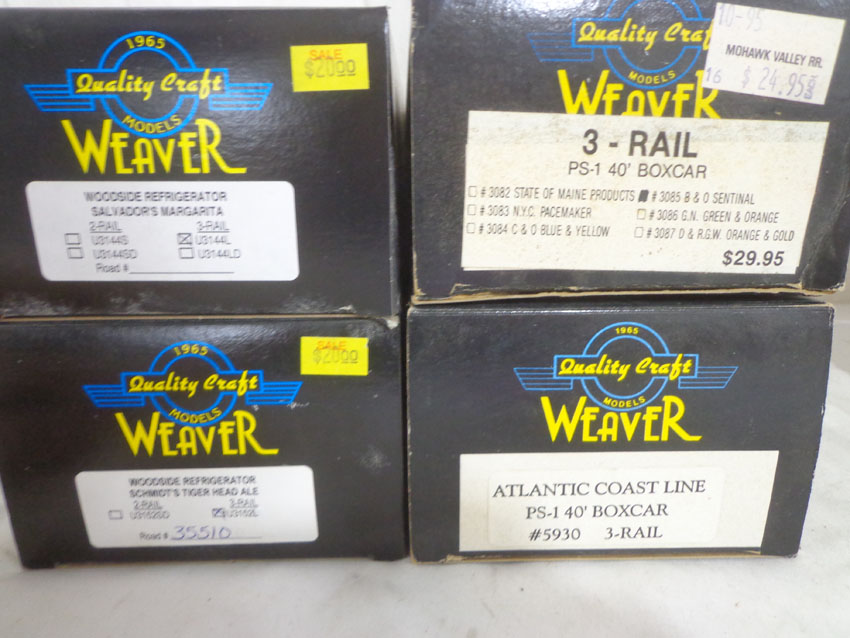 1965
Quality Craft
MODELS
WEAVER
SALE
$20.00
WOODSIDE REFRIGERATOR
SALVADOR'S MARGARITA
2-RAIL 3-RAIL
U3144S U3144L
U3144SD U3144LD
Road #
Quality Craf
MODELS
WEAVER
10-95
MOHAWK VALLEY RR.
16 $ 24.95
3 - RAIL
PS-1 40' BOXCAR
# 3082 STATE OF MAINE PRODUCTS # 3085 B & O SENTINAL
# 3083 N.Y.C. PACEMAKER # 3086 G.N. GREEN & ORANGE
# 3084 C & O BLUE & YELLOW # 3087 D & R.G.W. ORANGE & GOLD
$29.95
1965
Quality Craft
MODELS
WEAVER
SALE
$20.00
WOODSIDE REFRIGERATOR
SCHMIDT'S TIGER HEAD ALE
2-RAIL 3-RAIL
U3152SD U3152L
Road # 35510
1965
Quality Craft
MODELS
WEAVER
ATLANTIC COAST LINE
PS-1 40' BOXCAR
#5930 3-RAIL